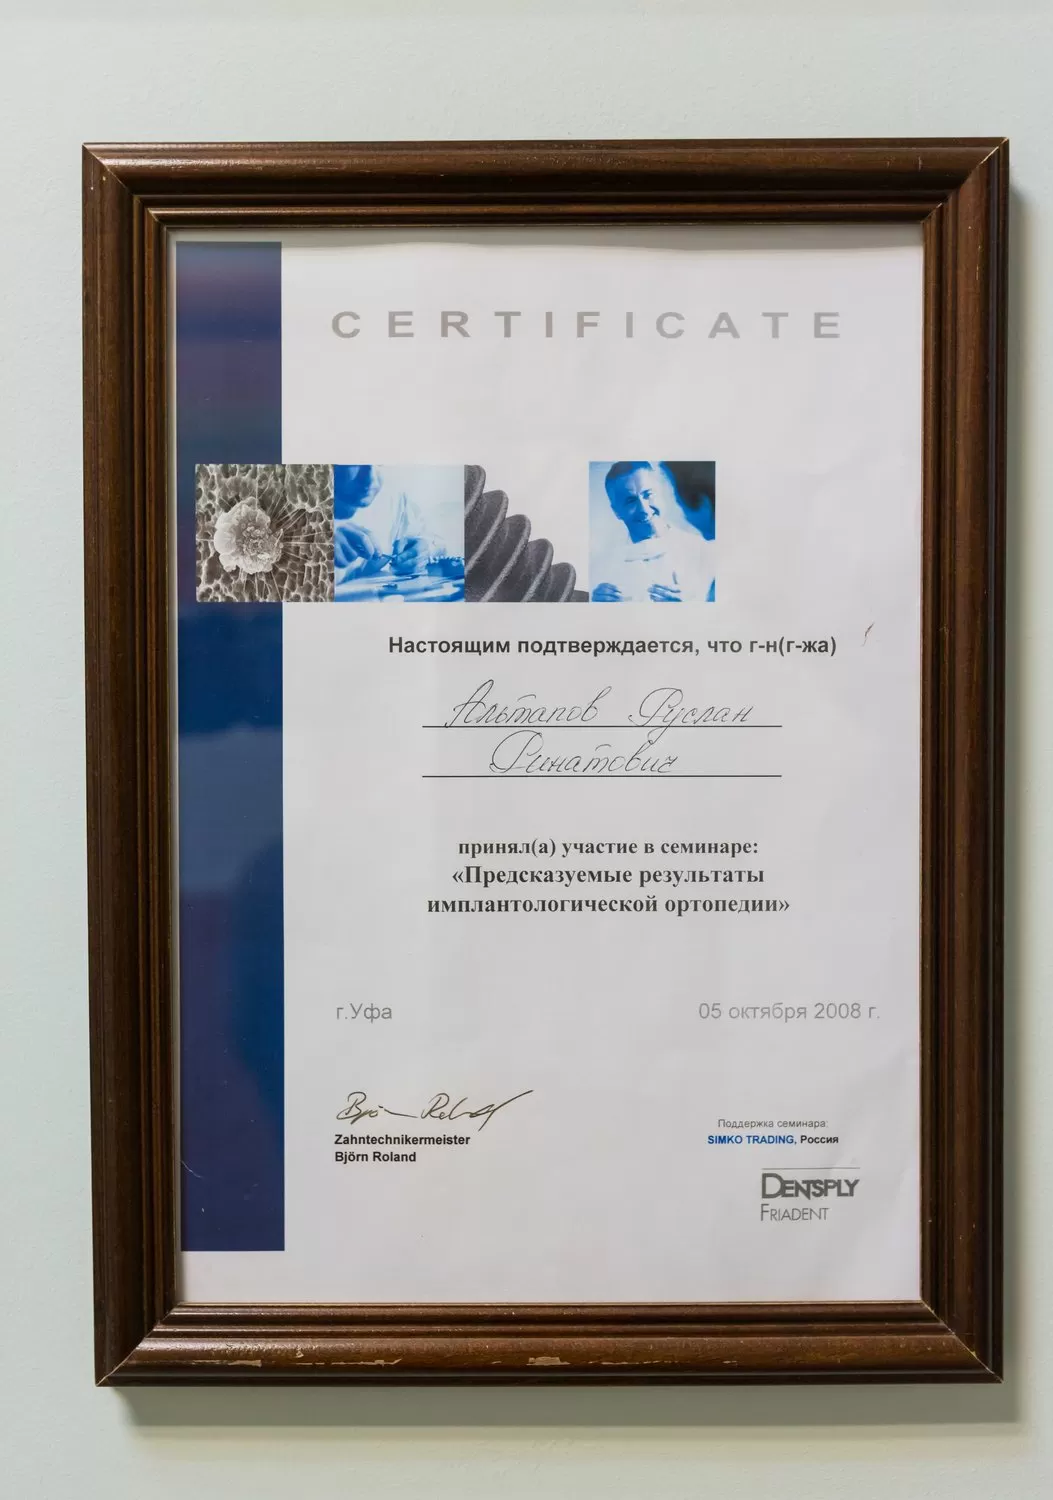 CERTIFICATE
Настоящим подтверждается, что г-н(г-жа)
Альтапов Руслан
Ринатович
принял(а) участие в семинаре:
«Предсказуемые результаты
имплантологической ортопедии»
г.Уфа
05 октября 2008 г.
Zahntechnikermeister
Björn Roland
Поддержка семинара:
SIMKO TRADING, Россия
DENTSPLY
FRIADENT